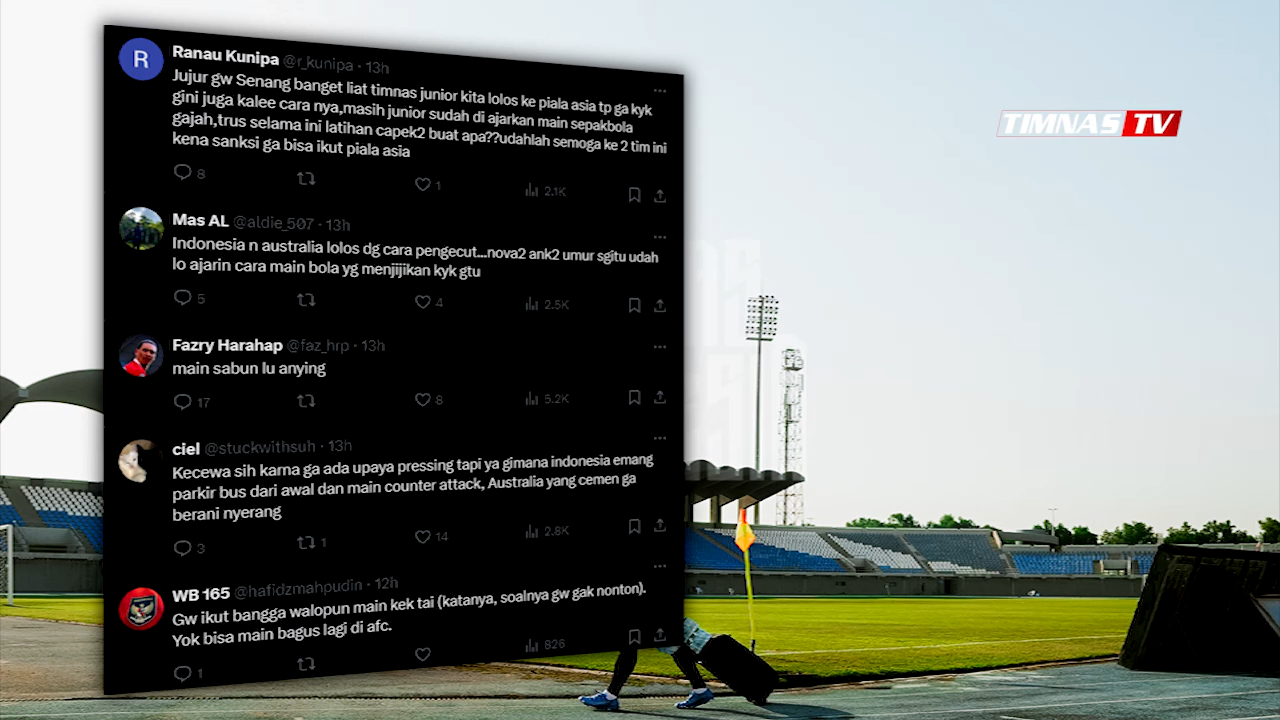 TIMNAS TV
R
Ranau Kunipa @r_kunipa · 13h
Jujur gw Senang banget liat timnas junior kita lolos ke piala asia tp ga kyk
gini juga kalee cara nya,masih junior sudah di ajarkan main sepakbola
gajah,trus selama ini latihan capek2 buat apa??udahlah semoga ke 2 tim ini
kena sanksi ga bisa ikut piala asia
8 1 2.1K
Mas AL @aldie_507 · 13h
Indonesia n australia lolos dg cara pengecut...nova2 ank2 umur sgitu udah
lo ajarin cara main bola yg menjijikan kyk gtu
5 4 2.5K
Fazry Harahap @faz_hrp · 13h
main sabun lu anying
17 8 5.2K
ciel @stuckwithsuh · 13h
Kecewa sih karna ga ada upaya pressing tapi ya gimana indonesia emang
parkir bus dari awal dan main counter attack, Australia yang cemen ga
berani nyerang
3 1 14 2.8K
WB 165 @hafidzmahpudin · 12h
Gw ikut bangga walopun main kek tai (katanya, soalnya gw gak nonton).
Yok bisa main bagus lagi di afc.
1 826